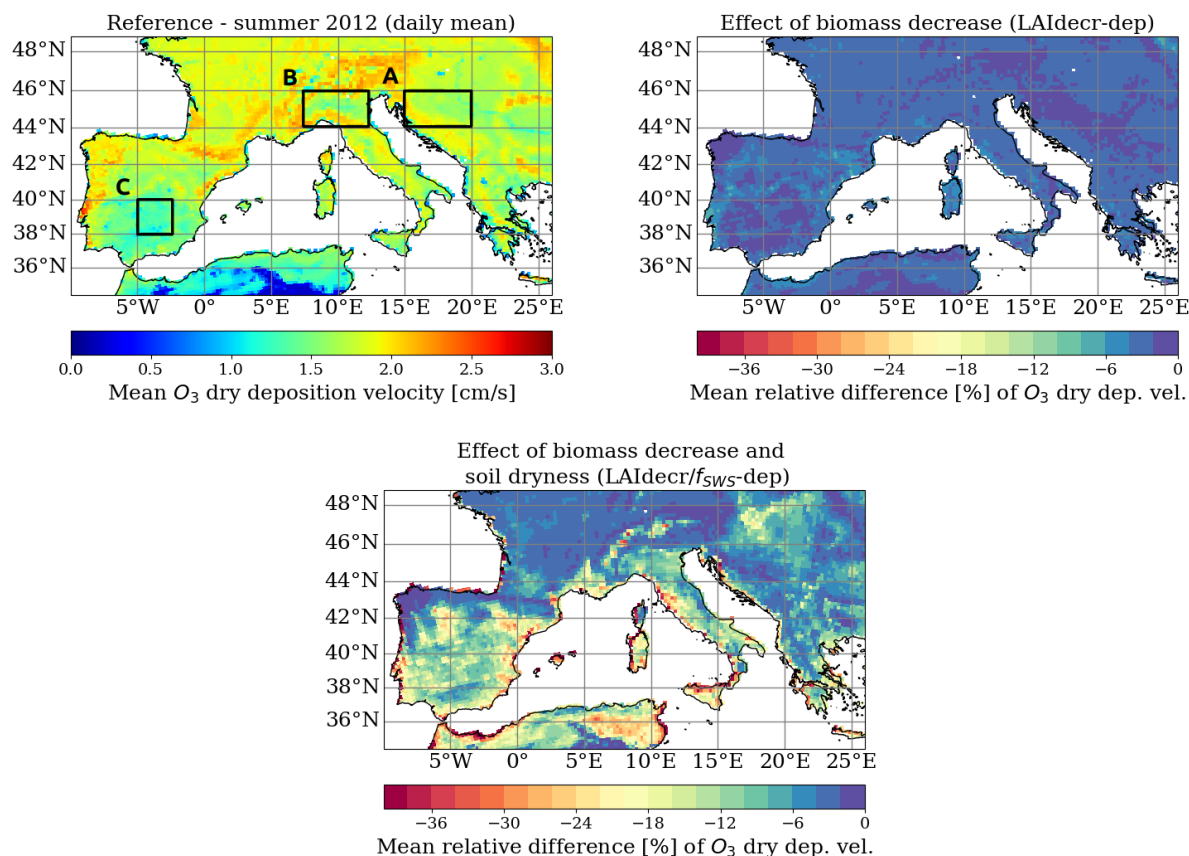 Reference - summer 2012 (daily mean)
Effect of biomass decrease (LAIdecr-dep)
48°N
46°N
44°N
42°N
40°N
38°N
36°N
B
A
C
5°W 0° 5°E 10°E 15°E 20°E 25°E
0.0 0.5 1.0 1.5 2.0 2.5 3.0
Mean O₃ dry deposition velocity [cm/s]
48°N
46°N
44°N
42°N
40°N
38°N
36°N
5°W 0° 5°E 10°E 15°E 20°E 25°E
−36 −30 −24 −18 −12 −6 0
Mean relative difference [%] of O₃ dry dep. vel.
Effect of biomass decrease and
soil dryness (LAIdecr/f_SWS-dep)
48°N
46°N
44°N
42°N
40°N
38°N
36°N
5°W 0° 5°E 10°E 15°E 20°E 25°E
−36 −30 −24 −18 −12 −6 0
Mean relative difference [%] of O₃ dry dep. vel.